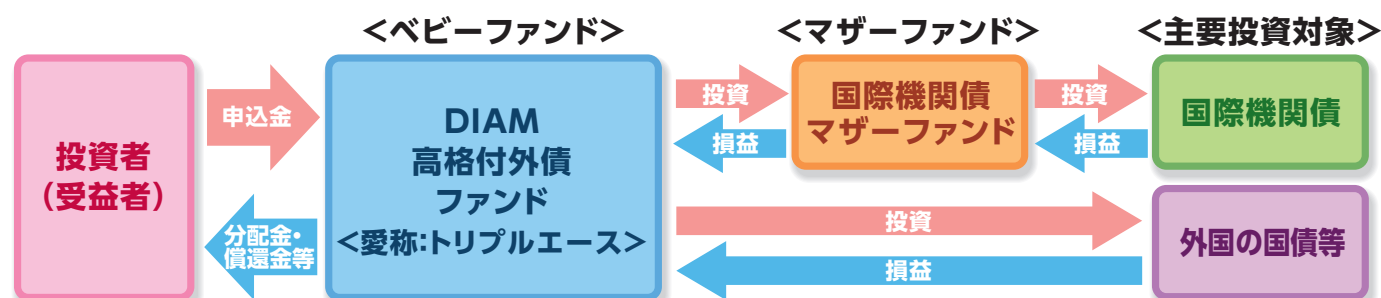 ＜ベビーファンド＞
＜マザーファンド＞
＜主要投資対象＞
投資者
（受益者）
申込金
分配金・
償還金等
DIAM
高格付外債
ファンド
＜愛称：トリプルエース＞
投資
損益
国際機関債
マザーファンド
投資
損益
国際機関債
投資
損益
外国の国債等